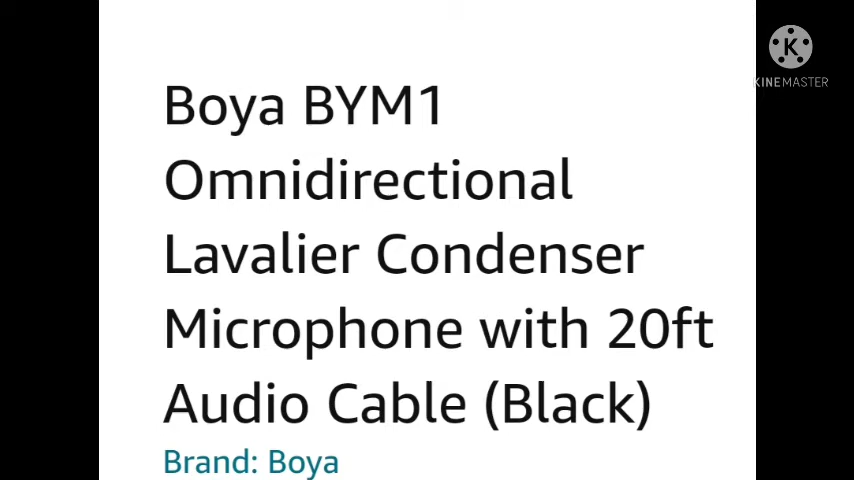 Boya BYM1
Omnidirectional
Lavalier Condenser
Microphone with 20ft
Audio Cable (Black)
Brand: Boya
K
KINEMASTER